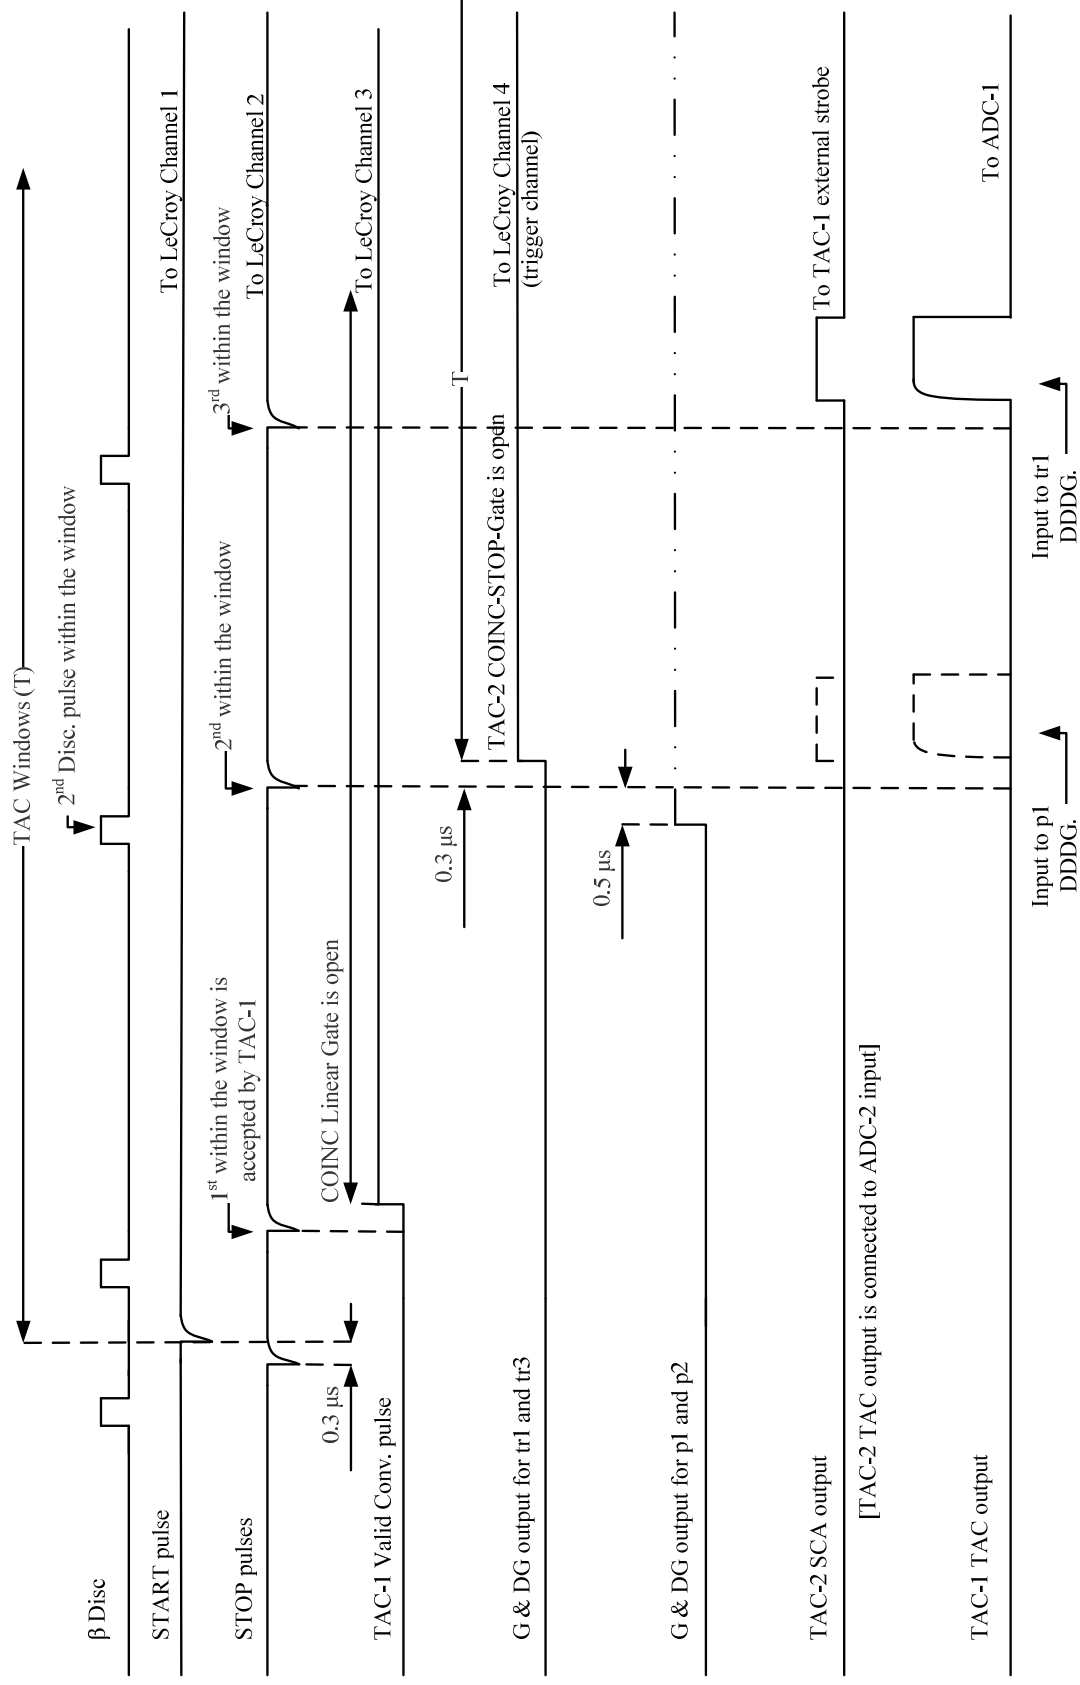 TAC Windows (T)
2nd Disc. pulse within the window
β Disc
START pulse
To LeCroy Channel 1
1st within the window is
accepted by TAC-1
2nd within the window
3rd within the window
STOP pulses
To LeCroy Channel 2
0.3 µs
COINC Linear Gate is open
TAC-1 Valid Conv. pulse
To LeCroy Channel 3
0.3 µs
T
TAC-2 COINC-STOP-Gate is open
G & DG output for tr1 and tr3
To LeCroy Channel 4
(trigger channel)
0.5 µs
G & DG output for p1 and p2
TAC-2 SCA output
To TAC-1 external strobe
[TAC-2 TAC output is connected to ADC-2 input]
TAC-1 TAC output
To ADC-1
Input to p1
DDDG.
Input to tr1
DDDG.